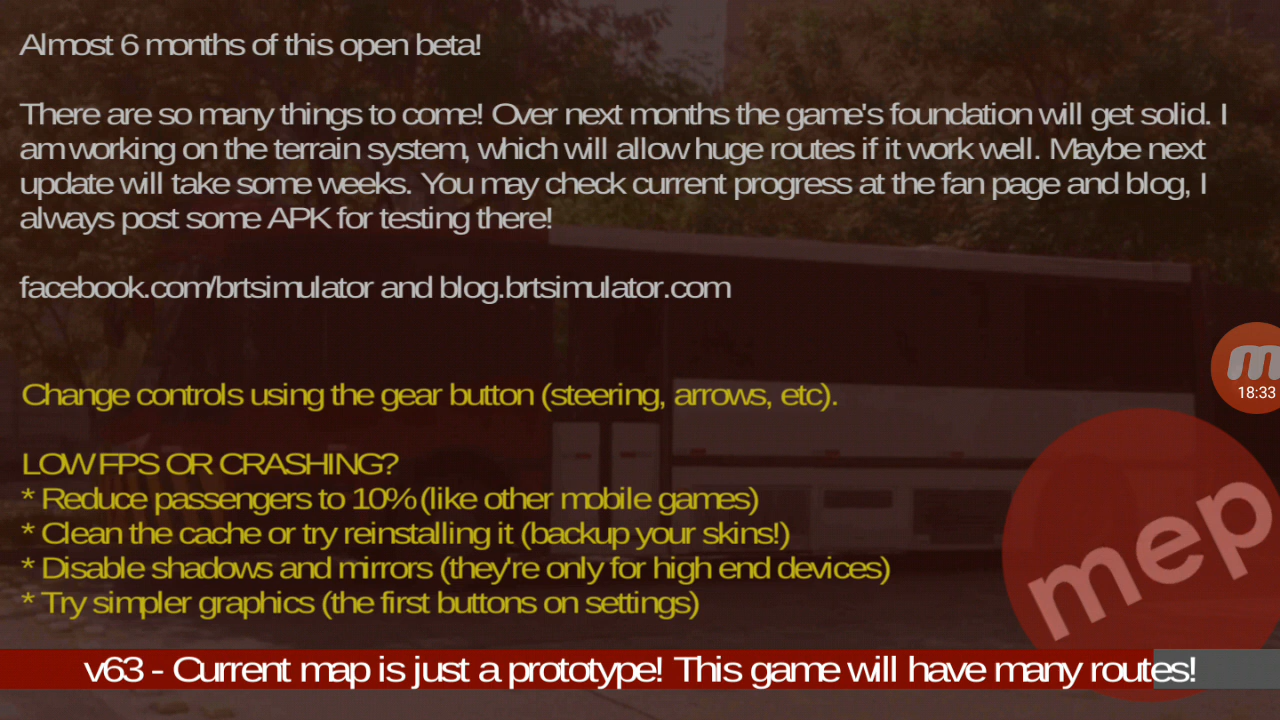 Almost 6 months of this open beta!
There are so many things to come! Over next months the game's foundation will get solid. I
am working on the terrain system, which will allow huge routes if it work well. Maybe next
update will take some weeks. You may check current progress at the fan page and blog, I
always post some APK for testing there!
facebook.com/brtsimulator and blog.brtsimulator.com
Change controls using the gear button (steering, arrows, etc).
18:33
LOW FPS OR CRASHING?
* Reduce passengers to 10% (like other mobile games)
* Clean the cache or try reinstalling it (backup your skins!)
* Disable shadows and mirrors (they're only for high end devices)
* Try simpler graphics (the first buttons on settings)
mep
v63 - Current map is just a prototype! This game will have many routes!